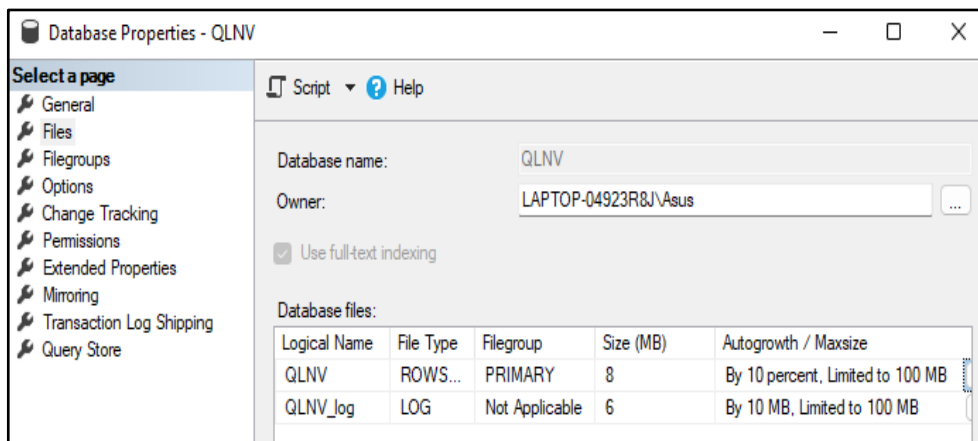 Database Properties - QLNV
Select a page
General
Files
Filegroups
Options
Change Tracking
Permissions
Extended Properties
Mirroring
Transaction Log Shipping
Query Store
Script Help
Database name: QLNV
Owner: LAPTOP-04923R8J\Asus ...
Use full-text indexing
Database files:
Logical Name File Type Filegroup Size (MB) Autogrowth / Maxsize
QLNV ROWS... PRIMARY 8 By 10 percent, Limited to 100 MB
QLNV_log LOG Not Applicable 6 By 10 MB, Limited to 100 MB